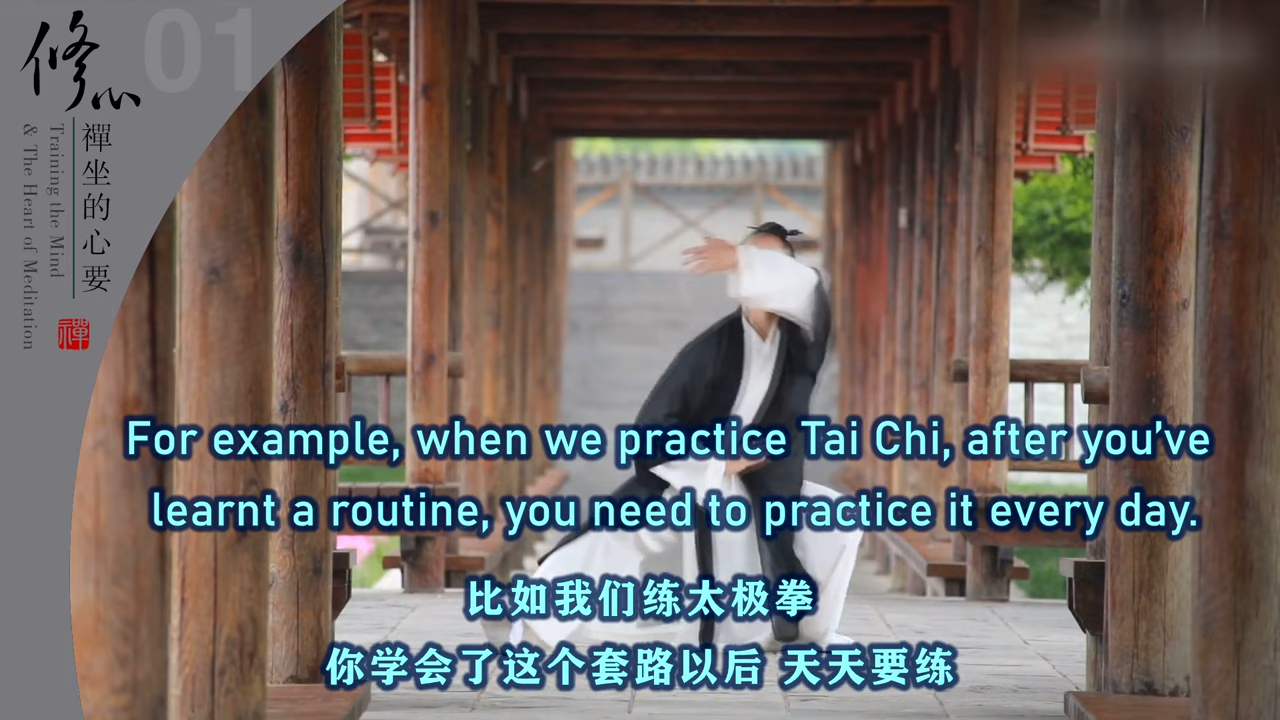 修心
01
禪坐的心要
Training the Mind
& The Heart of Meditation
禪
For example, when we practice Tai Chi, after you've
learnt a routine, you need to practice it every day.
比如我们练太极拳
你学会了这个套路以后 天天要练